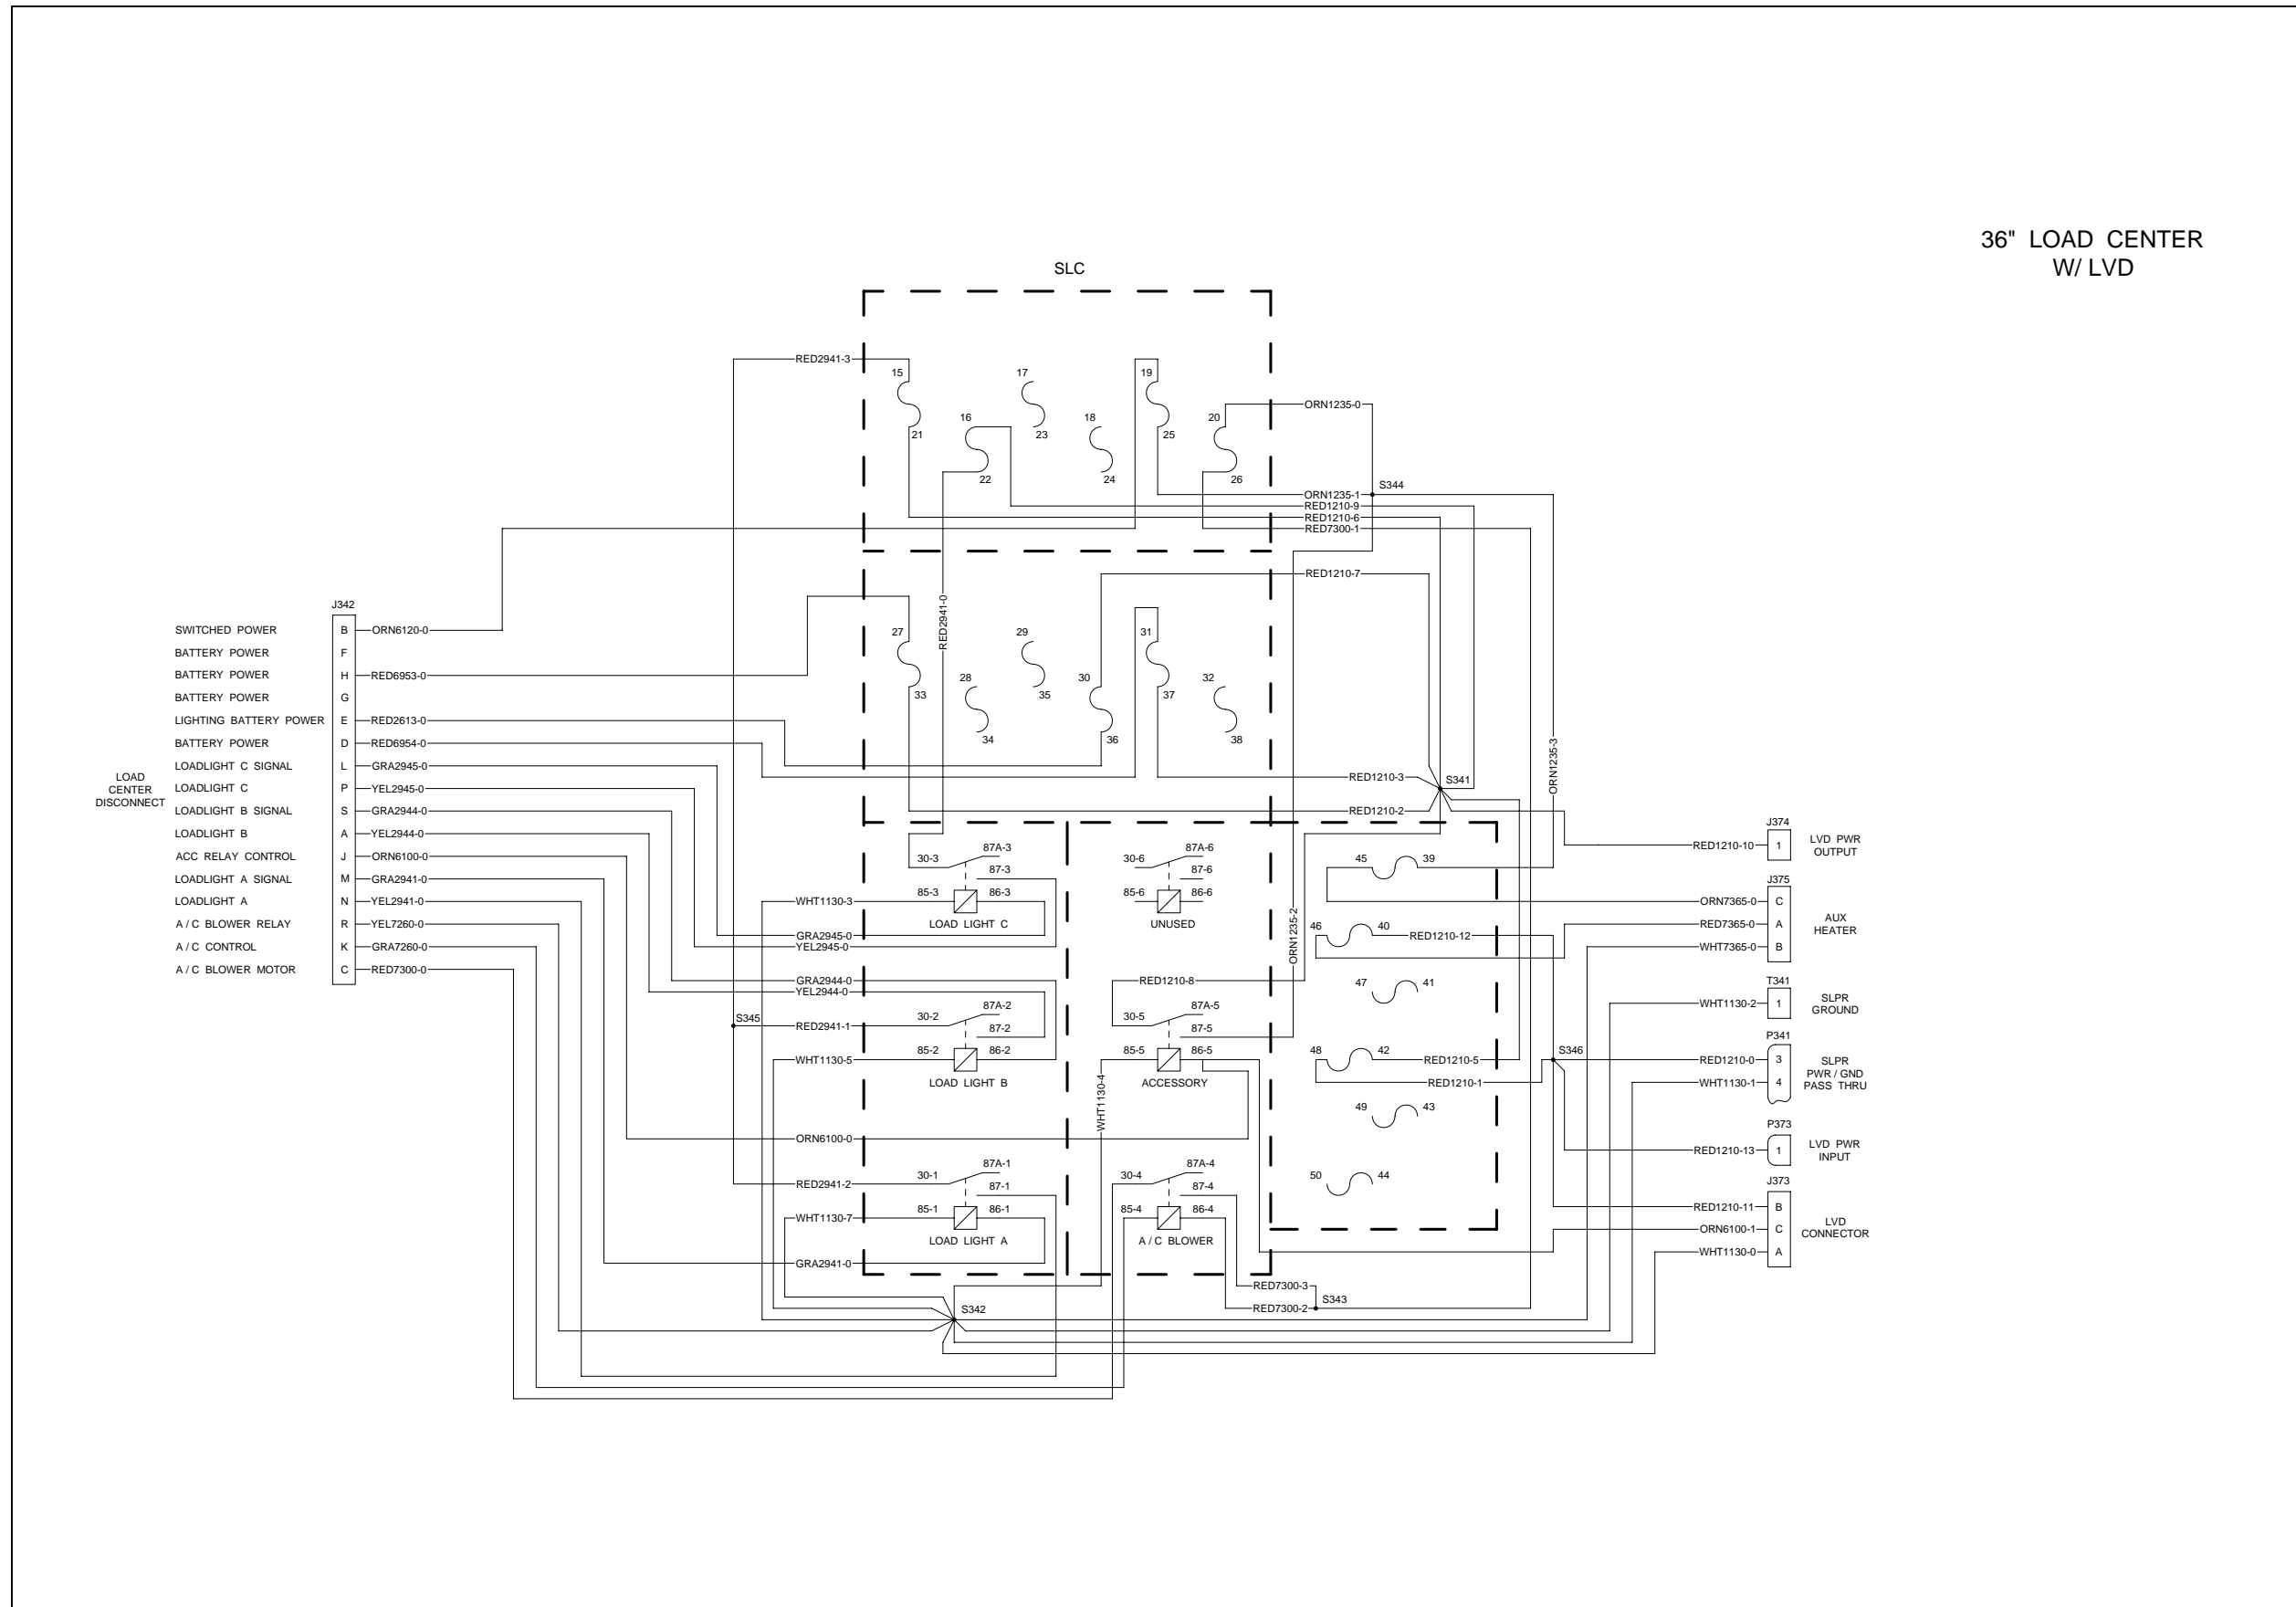 36" LOAD CENTER
W/ LVD
SLC
RED2941-3
15
17
19
16
18
20
ORN1235-0
21
23
25
22
24
26
S344
ORN1235-1
RED1210-9
RED1210-6
RED7300-1
RED1210-7
RED2941-0
J342
SWITCHED POWER B ORN6120-0
BATTERY POWER F
BATTERY POWER H RED6953-0
BATTERY POWER G
LIGHTING BATTERY POWER E RED2613-0
BATTERY POWER D RED6954-0
LOADLIGHT C SIGNAL L GRA2945-0
LOADLIGHT C P YEL2945-0
LOADLIGHT B SIGNAL S GRA2944-0
LOADLIGHT B A YEL2944-0
ACC RELAY CONTROL J ORN6100-0
LOADLIGHT A SIGNAL M GRA2941-0
LOADLIGHT A N YEL2941-0
A / C BLOWER RELAY R YEL7260-0
A / C CONTROL K GRA7260-0
A / C BLOWER MOTOR C RED7300-0
LOAD
CENTER
DISCONNECT
27
29
31
28
30
32
33
35
37
34
36
38
RED1210-3
S341
RED1210-2
ORN1235-3
87A-3
30-3
87-3
85-3
86-3
WHT1130-3
LOAD LIGHT C
GRA2945-0
YEL2945-0
87A-6
30-6
87-6
85-6
86-6
UNUSED
ORN1235-2
45
39
46
40
RED1210-12
47
41
48
42
RED1210-5
RED1210-1
49
43
50
44
GRA2944-0
YEL2944-0
S345
RED2941-1
87A-2
30-2
87-2
85-2
86-2
WHT1130-5
LOAD LIGHT B
RED1210-8
87A-5
30-5
87-5
85-5
86-5
ACCESSORY
WHT1130-4
ORN6100-0
RED2941-2
87A-1
30-1
87-1
85-1
86-1
WHT1130-7
LOAD LIGHT A
GRA2941-0
87A-4
30-4
87-4
85-4
86-4
A / C BLOWER
RED7300-3
RED7300-2
S343
S342
S346
J374
RED1210-10 1
LVD PWR
OUTPUT
J375
ORN7365-0 C
RED7365-0 A
WHT7365-0 B
AUX
HEATER
T341
WHT1130-2 1
SLPR
GROUND
P341
RED1210-0 3
WHT1130-1 4
SLPR
PWR / GND
PASS THRU
P373
RED1210-13 1
LVD PWR
INPUT
J373
RED1210-11 B
ORN6100-1 C
WHT1130-0 A
LVD
CONNECTOR